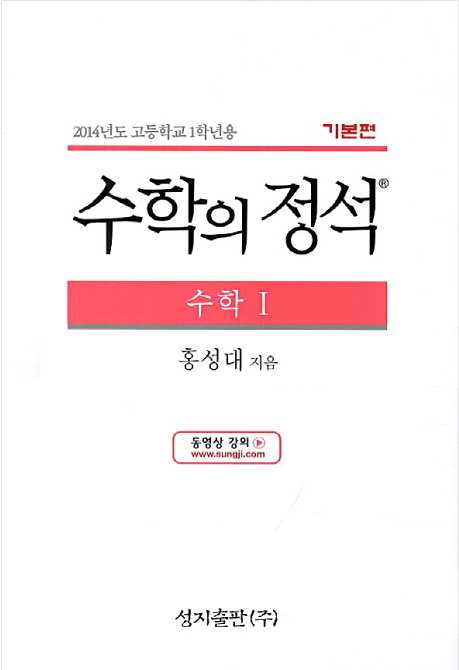 2014년도 고등학교 1학년용 기본편
수학의 정석®
수학 I
홍성대 지음
동영상 강의
www.sungji.com
성지출판(주)